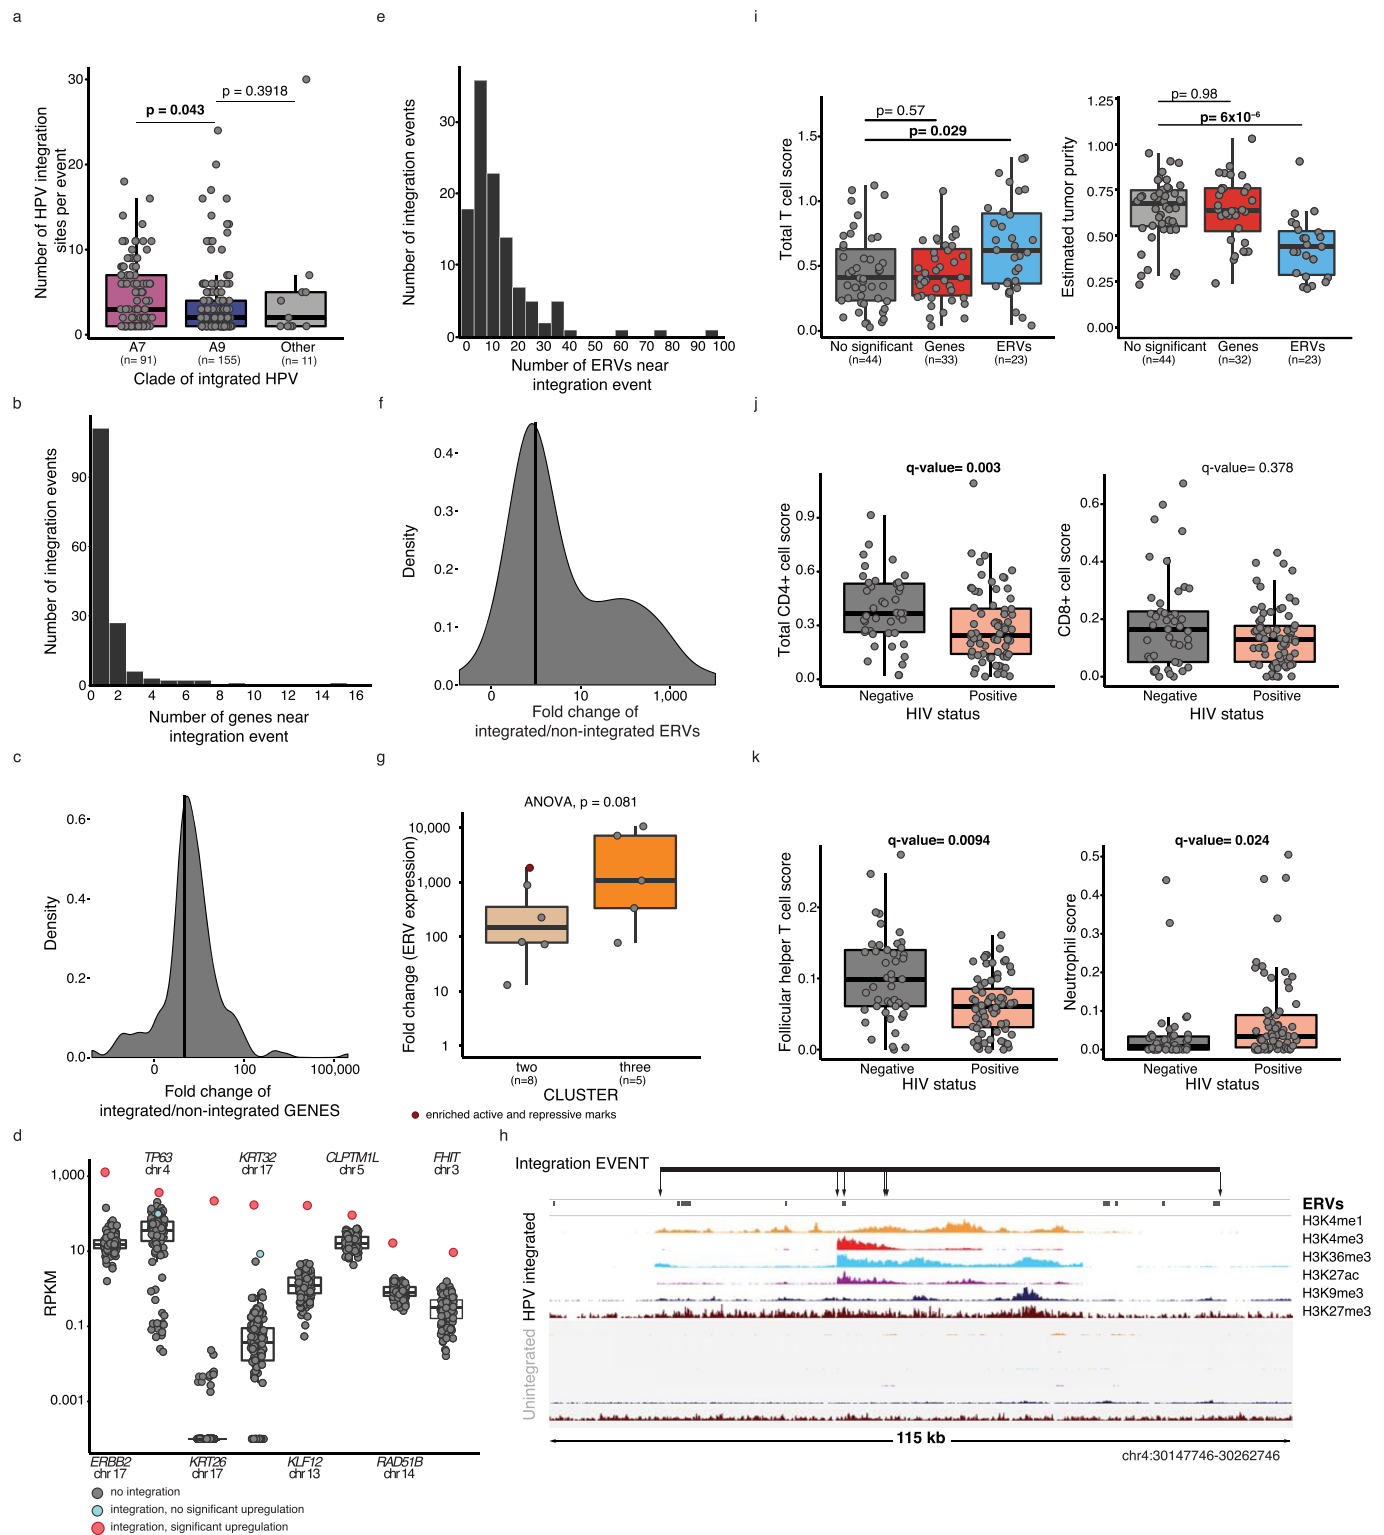 a
Number of HPV integration
sites per event
30
20
10
0
p = 0.043
p = 0.3918
A7
(n= 91)
A9
(n= 155)
Other
(n= 11)
Clade of intgrated HPV
b
Number of integration events
90
60
30
0
0 2 4 6 8 10 12 14 16
Number of genes near
integration event
c
Density
0.6
0.4
0.2
0.0
0 100 100,000
Fold change of
integrated/non-integrated GENES
d
RPKM
1,000
10
0.1
0.001
TP63
chr 4
KRT32
chr 17
CLPTM1L
chr 5
FHIT
chr 3
ERBB2
chr 17
KRT26
chr 17
KLF12
chr 13
RAD51B
chr 14
no integration
integration, no significant upregulation
integration, significant upregulation
e
Number of integration events
30
20
10
0
0 10 20 30 40 50 60 70 80 90 100
Number of ERVs near
integration event
f
Density
0.4
0.3
0.2
0.1
0.0
0 10 1,000
Fold change of
integrated/non-integrated ERVs
g
ANOVA, p = 0.081
Fold change (ERV expression)
10,000
1,000
100
10
1
two
(n=8)
three
(n=5)
CLUSTER
enriched active and repressive marks
h
Integration EVENT
HPV integrated
Unintegrated
ERVs
H3K4me1
H3K4me3
H3K36me3
H3K27ac
H3K9me3
H3K27me3
115 kb
chr4:30147746-30262746
i
Total T cell score
1.5
1.0
0.5
0.0
p= 0.57
p= 0.029
No significant
(n=44)
Genes
(n=33)
ERVs
(n=23)
Estimated tumor purity
1.25
1.00
0.75
0.50
0.25
0.00
p= 0.98
p= 6x10⁻⁶
No significant
(n=44)
Genes
(n=32)
ERVs
(n=23)
j
q-value= 0.003
Total CD4+ cell score
0.9
0.6
0.3
0.0
Negative Positive
HIV status
q-value= 0.378
CD8+ cell score
0.6
0.4
0.2
0.0
Negative Positive
HIV status
k
q-value= 0.0094
Follicular helper T cell score
0.2
0.1
0.0
Negative Positive
HIV status
q-value= 0.024
Neutrophil score
0.5
0.4
0.3
0.2
0.1
0.0
Negative Positive
HIV status